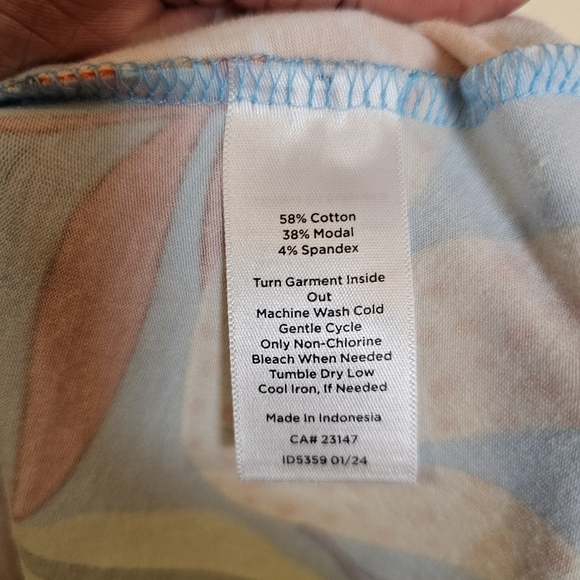 58% Cotton
38% Modal
4% Spandex
Turn Garment Inside
Out
Machine Wash Cold
Gentle Cycle
Only Non-Chlorine
Bleach When Needed
Tumble Dry Low
Cool Iron, If Needed
Made In Indonesia
CA# 23147
ID5359 01/24